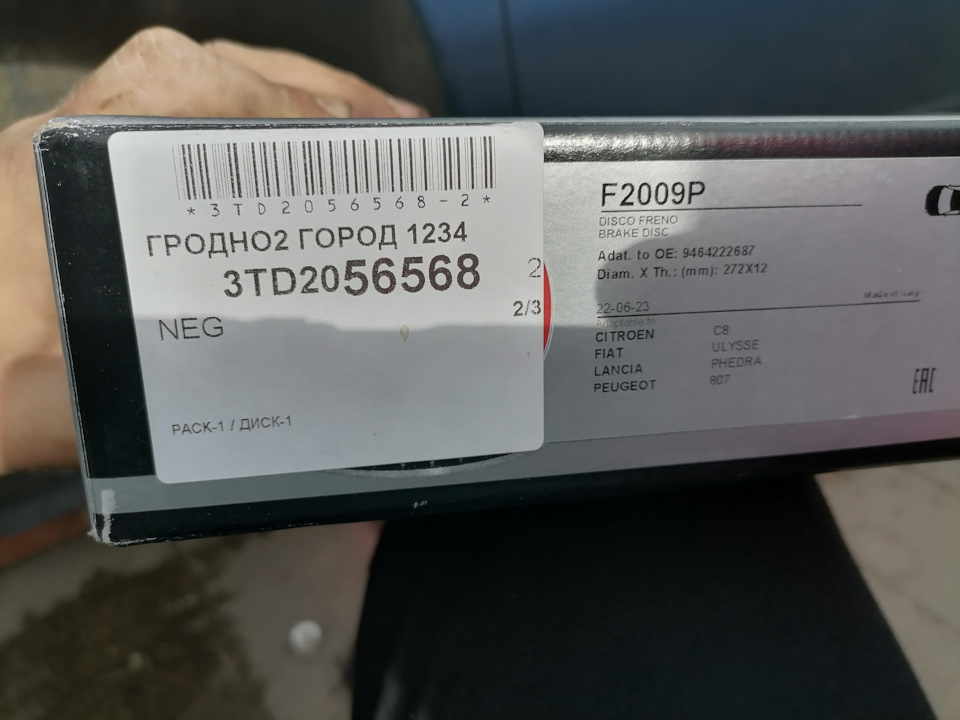 *3TD2056568-2*
ГРОДНО2 ГОРОД 1234
3TD2056568
2
2/3
NEG
PACK-1 / ДИСК-1
F2009P
DISCO FRENO
BRAKE DISC
Adat. to OE: 9464222687
Diam. X Th.: (mm): 272X12
Made in Italy
22-06-23
Adaptable to
CITROEN C8
FIAT ULYSSE
LANCIA PHEDRA
PEUGEOT 807
EAC